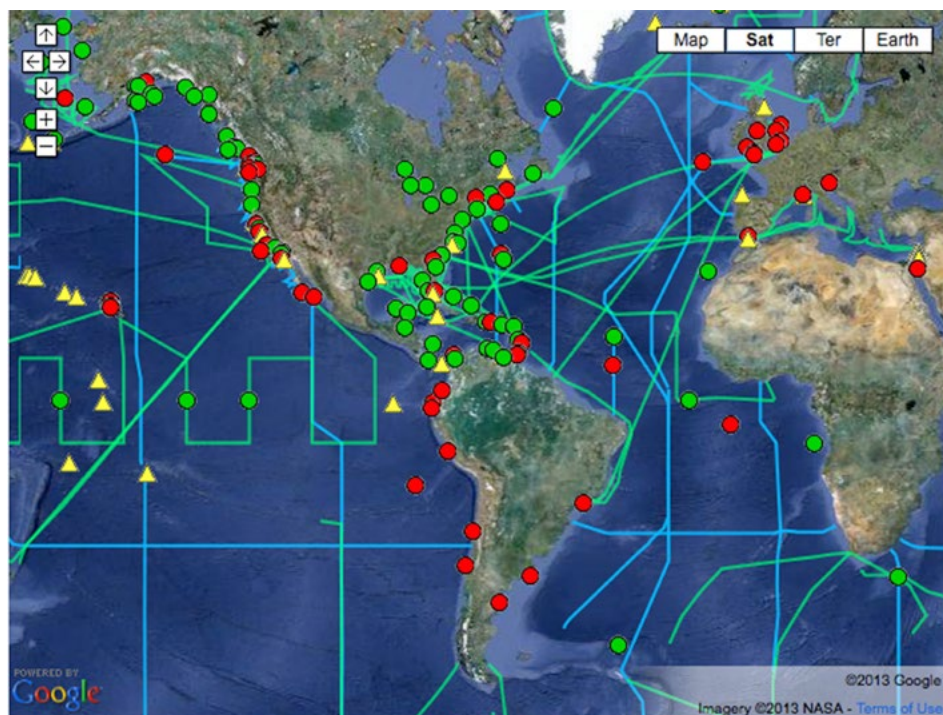 Map Sat Ter Earth
POWERED BY
Google
©2013 Google
Imagery ©2013 NASA - Terms of Use